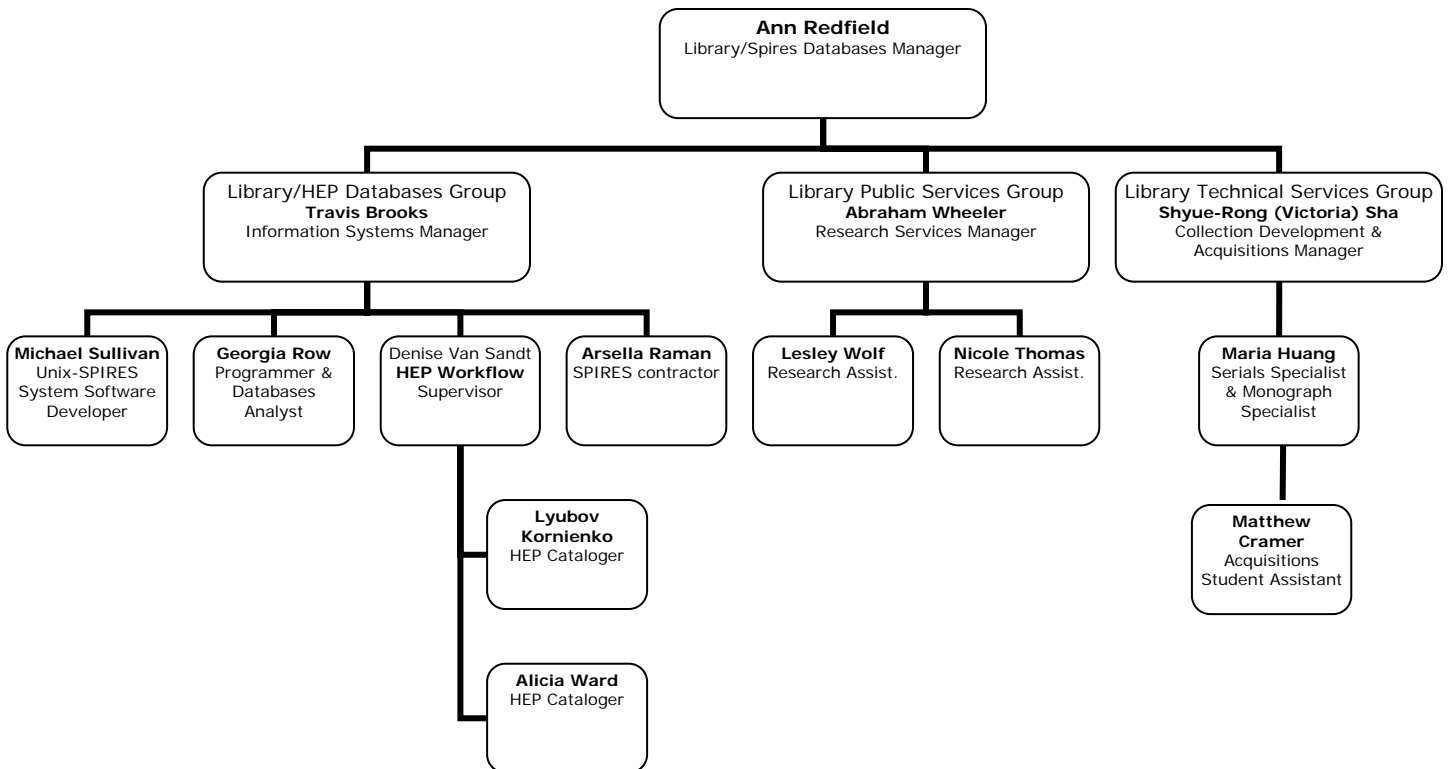 Ann Redfield
Library/Spires Databases Manager
Library/HEP Databases Group
Travis Brooks
Information Systems Manager
Library Public Services Group
Abraham Wheeler
Research Services Manager
Library Technical Services Group
Shyue-Rong (Victoria) Sha
Collection Development &
Acquisitions Manager
Michael Sullivan
Unix-SPIRES
System Software
Developer
Georgia Row
Programmer &
Databases
Analyst
Denise Van Sandt
HEP Workflow
Supervisor
Arsella Raman
SPIRES contractor
Lesley Wolf
Research Assist.
Nicole Thomas
Research Assist.
Maria Huang
Serials Specialist
& Monograph
Specialist
Lyubov
Kornienko
HEP Cataloger
Matthew
Cramer
Acquisitions
Student Assistant
Alicia Ward
HEP Cataloger